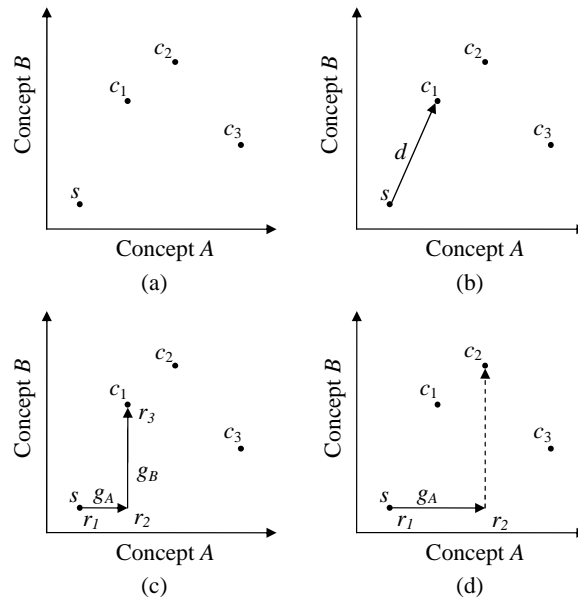 c2
c1
c3
s
Concept B
Concept A
(a)
c2
c1
c3
d
s
Concept B
Concept A
(b)
c2
c1
r3
c3
gB
s
gA
r1
r2
Concept B
Concept A
(c)
c2
c1
c3
s
gA
r1
r2
Concept B
Concept A
(d)